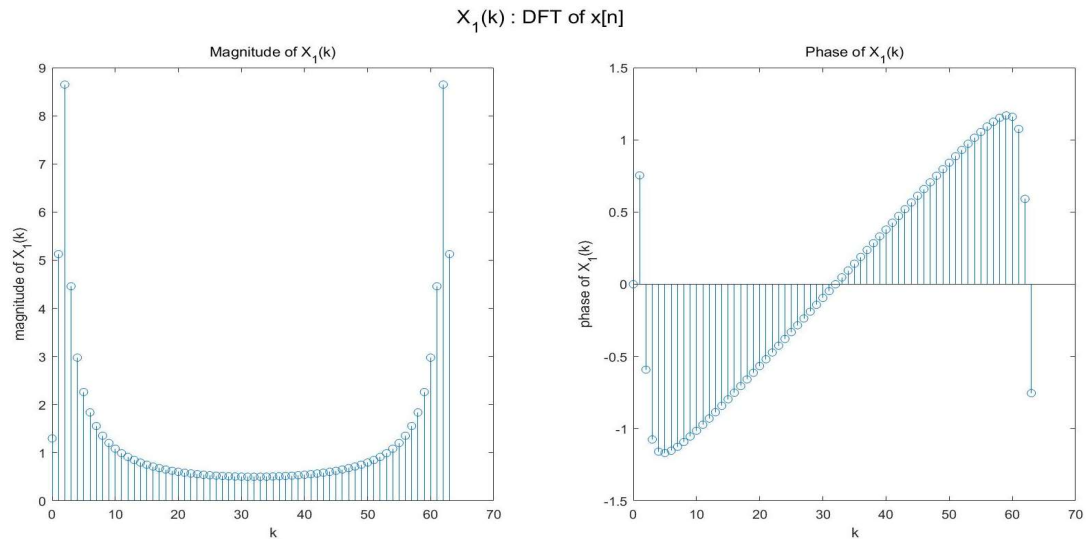 X₁(k) : DFT of x[n]
Magnitude of X₁(k)
magnitude of X₁(k)
9
8
7
6
5
4
3
2
1
0
0 10 20 30 40 50 60 70
k
Phase of X₁(k)
phase of X₁(k)
1.5
1
0.5
0
-0.5
-1
-1.5
0 10 20 30 40 50 60 70
k